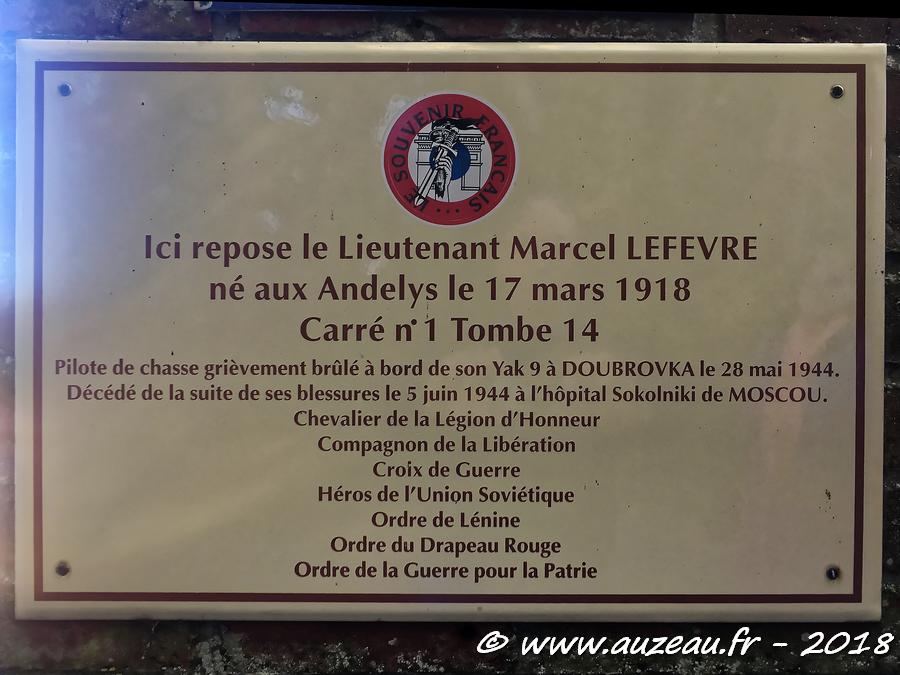 LE SOUVENIR FRANÇAIS ...
Ici repose le Lieutenant Marcel LEFEVRE
né aux Andelys le 17 mars 1918
Carré n° 1 Tombe 14
Pilote de chasse grièvement brûlé à bord de son Yak 9 à DOUBROVKA le 28 mai 1944.
Décédé de la suite de ses blessures le 5 juin 1944 à l'hôpital Sokolniki de MOSCOU.
Chevalier de la Légion d'Honneur
Compagnon de la Libération
Croix de Guerre
Héros de l'Union Soviétique
Ordre de Lénine
Ordre du Drapeau Rouge
Ordre de la Guerre pour la Patrie
© www.auzeau.fr - 2018